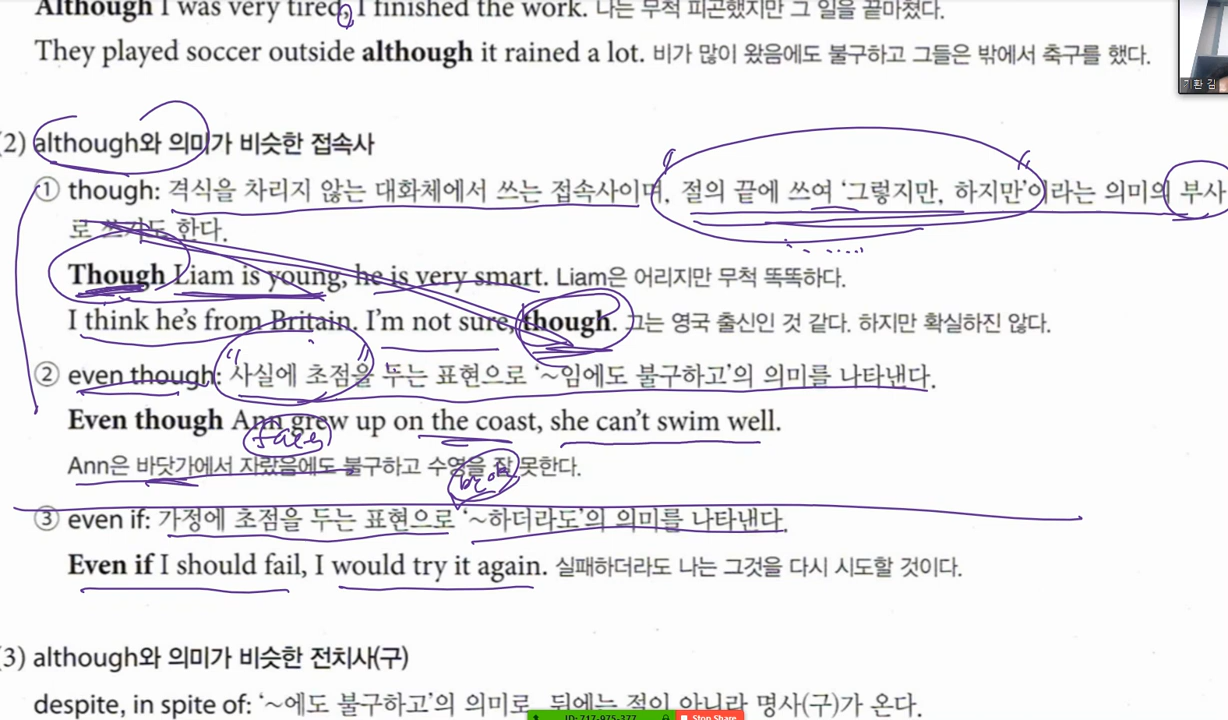 Although I was very tired, I finished the work. 나는 무척 피곤했지만 그 일을 끝마쳤다.
They played soccer outside although it rained a lot. 비가 많이 왔음에도 불구하고 그들은 밖에서 축구를 했다.
기환 김
(2) although와 의미가 비슷한 접속사
① though: 격식을 차리지 않는 대화체에서 쓰는 접속사이며, 절의 끝에 쓰여 ‘그렇지만, 하지만’이라는 의미의 부사
로 쓰기도 한다.
Though Liam is young, he is very smart. Liam은 어리지만 무척 똑똑하다.
I think he’s from Britain. I’m not sure, though. 그는 영국 출신인 것 같다. 하지만 확실하진 않다.
② even though: 사실에 초점을 두는 표현으로 ‘~임에도 불구하고’의 의미를 나타낸다.
Even though Ann grew up on the coast, she can’t swim well.
Ann은 바닷가에서 자랐음에도 불구하고 수영을 잘 못한다.
③ even if: 가정에 초점을 두는 표현으로 ‘~하더라도’의 의미를 나타낸다.
Even if I should fail, I would try it again. 실패하더라도 나는 그것을 다시 시도할 것이다.
(3) although와 의미가 비슷한 전치사(구)
despite, in spite of: ‘~에도 불구하고’의 의미로, 뒤에는 절이 아니라 명사(구)가 온다.
ID: 717-975-377 Stop Share